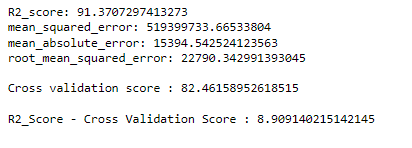 R2_score: 91.3707297413273
mean_squared_error: 519399733.66533804
mean_absolute_error: 15394.542524123563
root_mean_squared_error: 22790.342991393045
Cross validation score : 82.46158952618515
R2_Score - Cross Validation Score : 8.909140215142145